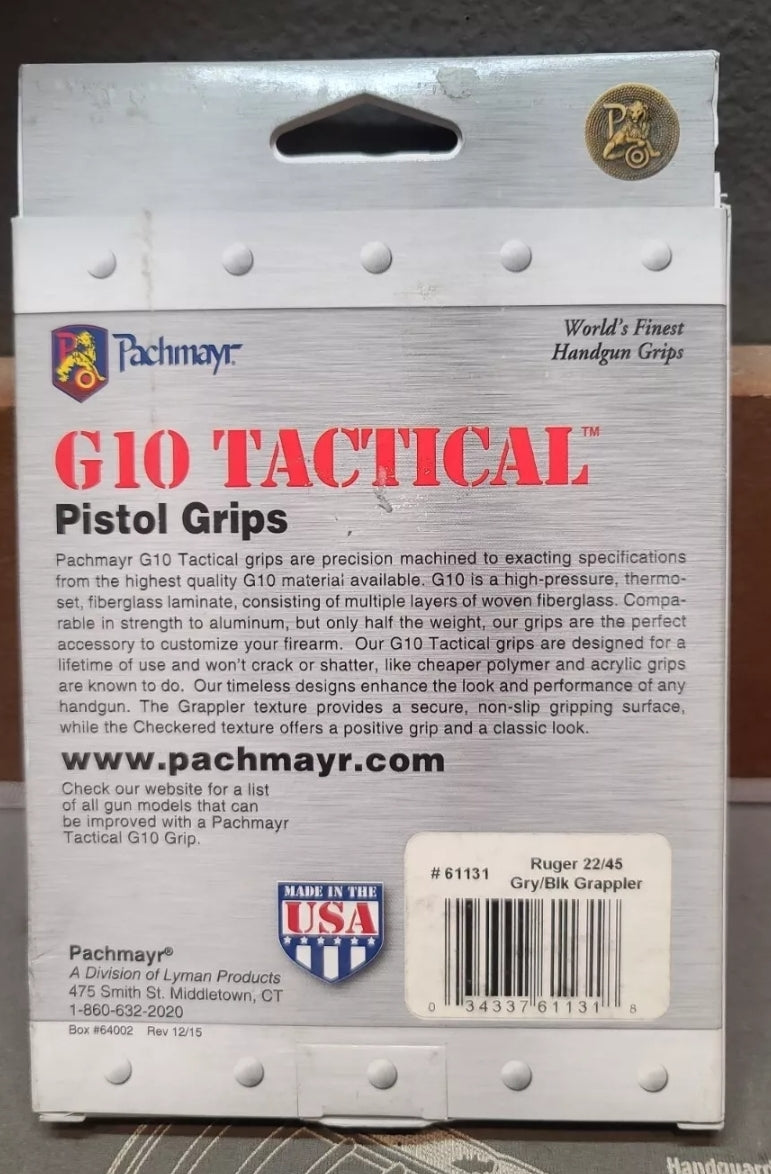 P
World's Finest
Handgun Grips
P
Pachmayr®
G10 TACTICAL™
Pistol Grips
Pachmayr G10 Tactical grips are precision machined to exacting specifications
from the highest quality G10 material available. G10 is a high-pressure, thermo-
set, fiberglass laminate, consisting of multiple layers of woven fiberglass. Compa-
rable in strength to aluminum, but only half the weight, our grips are the perfect
accessory to customize your firearm. Our G10 Tactical grips are designed for a
lifetime of use and won't crack or shatter, like cheaper polymer and acrylic grips
are known to do. Our timeless designs enhance the look and performance of any
handgun. The Grappler texture provides a secure, non-slip gripping surface,
while the Checkered texture offers a positive grip and a classic look.
www.pachmayr.com
Check our website for a list
of all gun models that can
be improved with a Pachmayr
Tactical G10 Grip.
# 61131
Ruger 22/45
Gry/Blk Grappler
0 34337 61131 8
MADE IN THE
USA
Pachmayr®
A Division of Lyman Products
475 Smith St. Middletown, CT
1-860-632-2020
Box #64002 Rev 12/15
Handguar